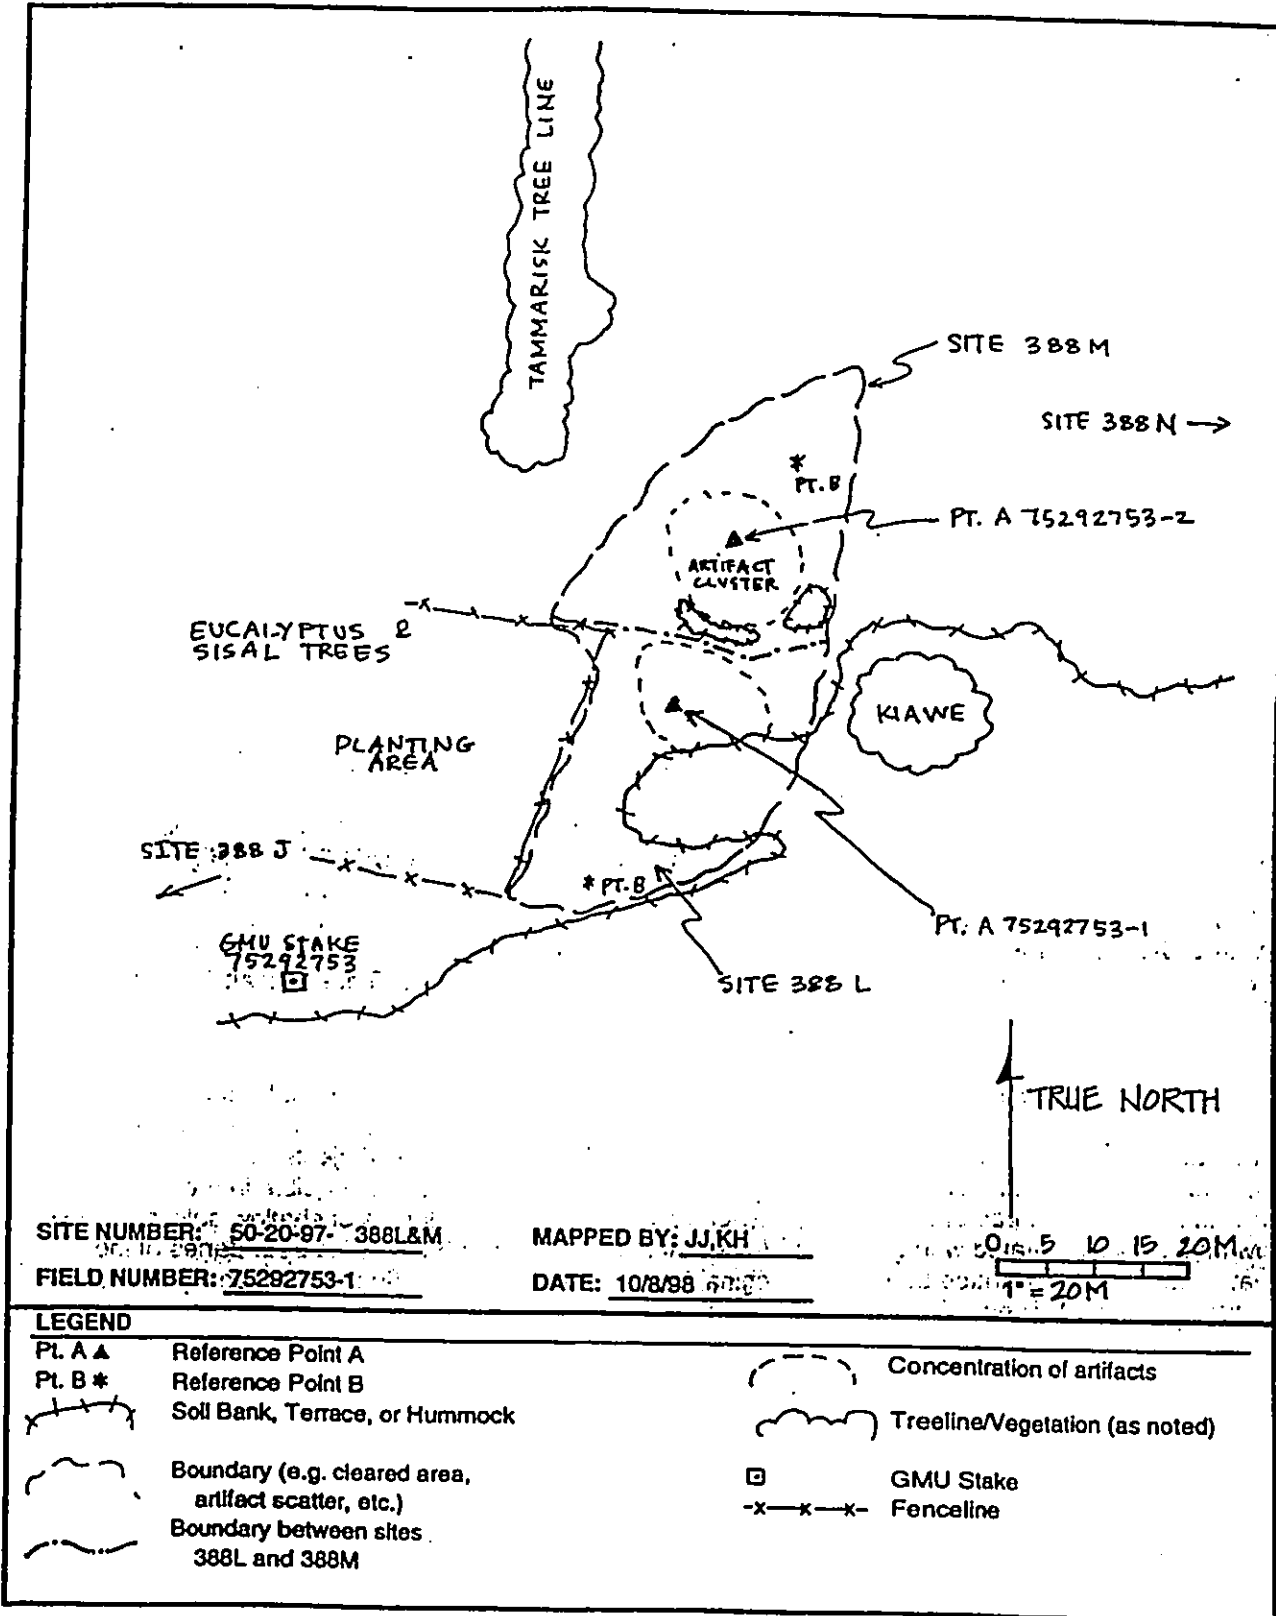 TAMMARISK TREE LINE
SITE 388 M
SITE 388 N
*
PT. B
PT. A 75292753-2
ARTIFACT
CLUSTER
EUCALYPTUS &
SISAL TREES
KIAWE
PLANTING
AREA
SITE 388 J
* PT. B
PT. A 75292753-1
GMU STAKE
75292753
SITE 388 L
TRUE NORTH
SITE NUMBER: 50-20-97- 388L&M
MAPPED BY: JJ,KH
0 5 10 15 20M
FIELD NUMBER: 75292753-1
DATE: 10/8/98
1" = 20M
LEGEND
Pt. A ▲ Reference Point A
Pt. B * Reference Point B
Soil Bank, Terrace, or Hummock
Boundary (e.g. cleared area,
artifact scatter, etc.)
Boundary between sites
388L and 388M
Concentration of artifacts
Treeline/Vegetation (as noted)
GMU Stake
-x—x—x- Fenceline